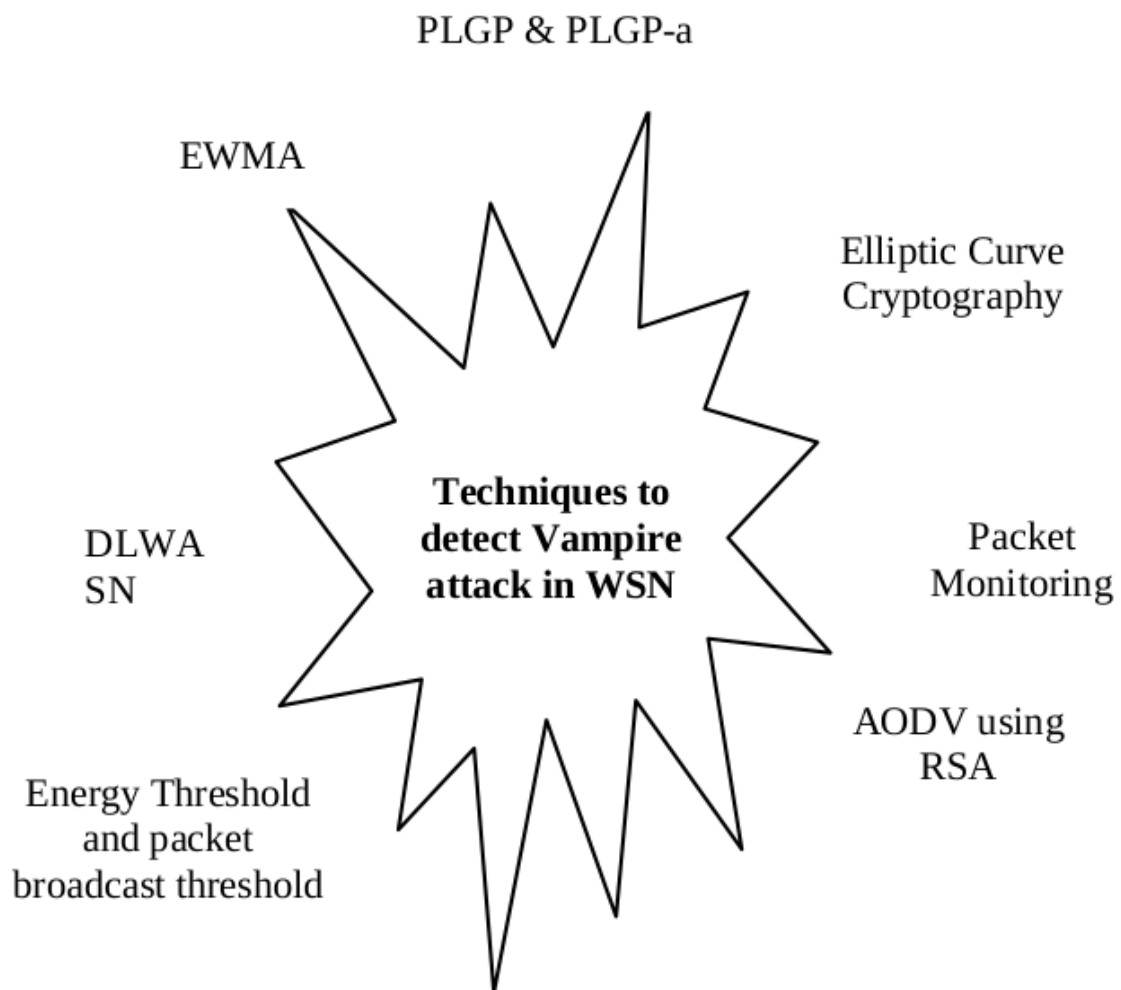 PLGP & PLGP-a
EWMA
Elliptic Curve
Cryptography
Techniques to
detect Vampire
attack in WSN
DLWA
SN
Packet
Monitoring
AODV using
RSA
Energy Threshold
and packet
broadcast threshold